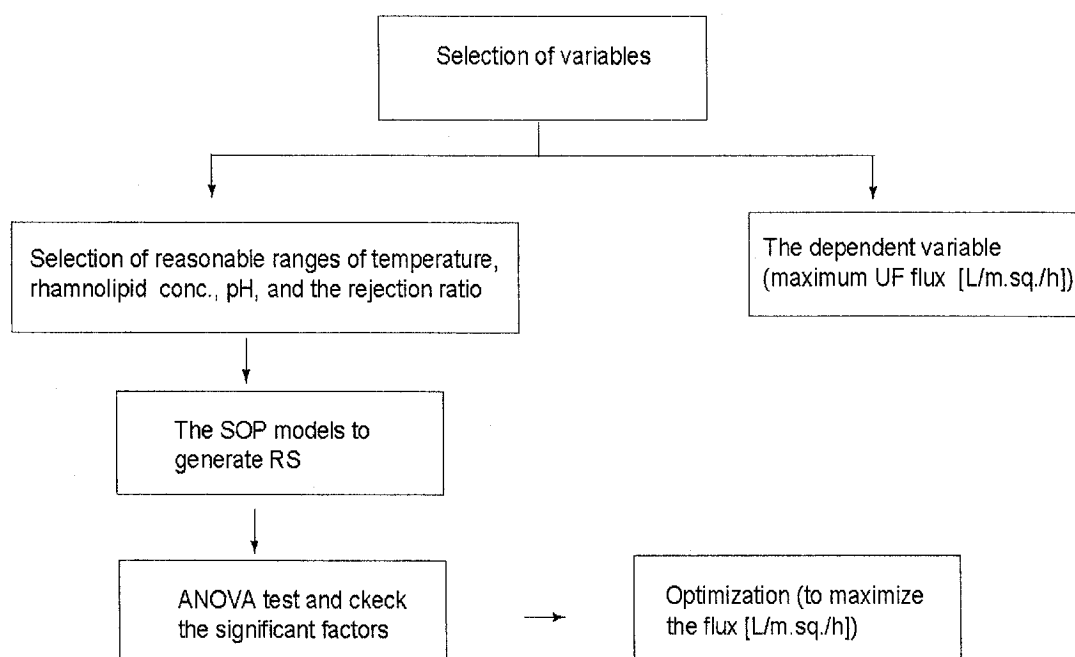 Selection of variables
Selection of reasonable ranges of temperature,
rhamnolipid conc., pH, and the rejection ratio
The dependent variable
(maximum UF flux [L/m.sq./h])
The SOP models to
generate RS
ANOVA test and ckeck
the significant factors
Optimization (to maximize
the flux [L/m.sq./h])